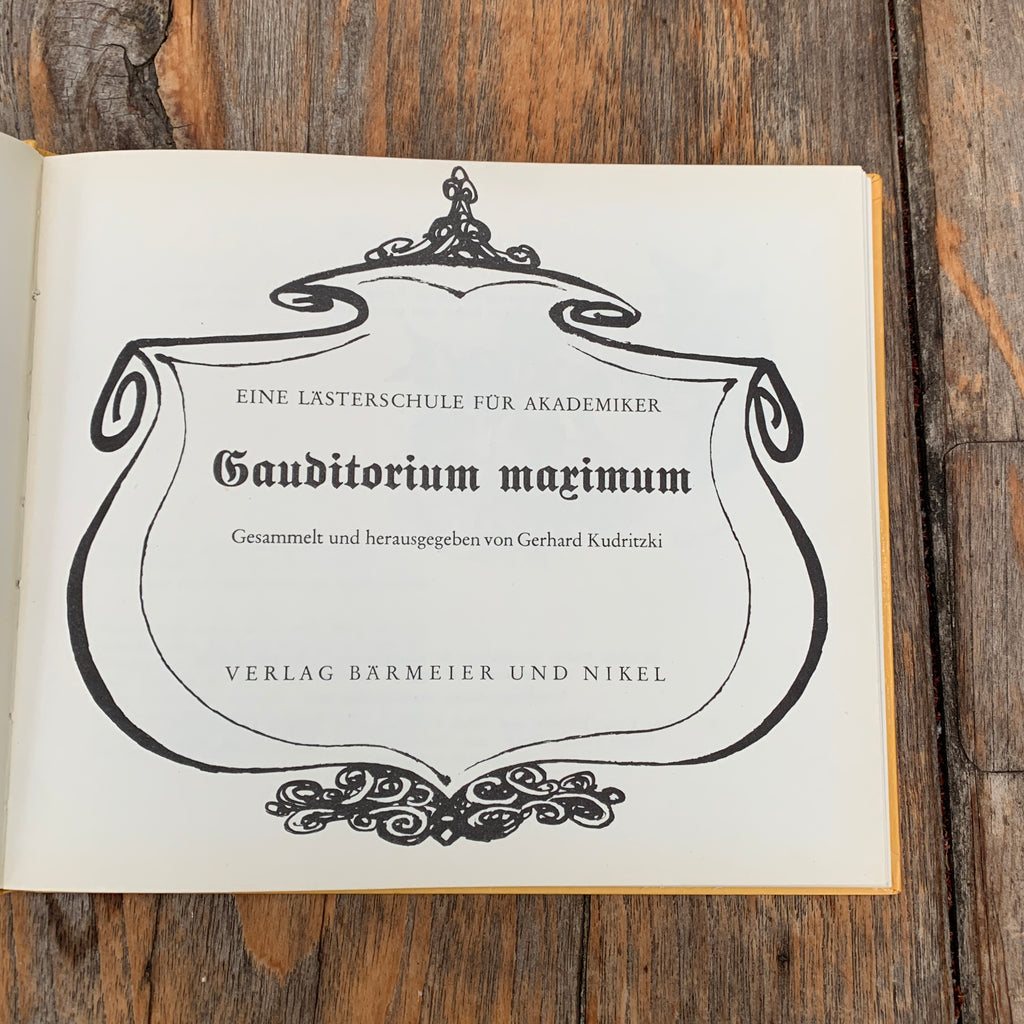 EINE LÄSTERSCHULE FÜR AKADEMIKER
Gauditorium maximum
Gesammelt und herausgegeben von Gerhard Kudritzki
VERLAG BÄRMEIER UND NIKEL